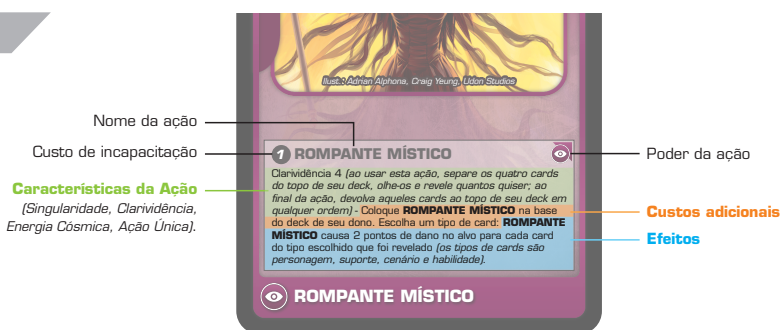 Ilust.: Adrian Alphona, Craig Yeung, Udon Studios
Nome da ação
Custo de incapacitação
Características da Ação
(Singularidade, Clarividência,
Energia Cósmica, Ação Única).
1 ROMPANTE MÍSTICO
Clarividência 4 (ao usar esta ação, separe os quatro cards
do topo de seu deck, olhe-os e revele quantos quiser; ao
final da ação, devolva aqueles cards ao topo de seu deck em
qualquer ordem) - Coloque ROMPANTE MÍSTICO na base
do deck de seu dono. Escolha um tipo de card: ROMPANTE
MÍSTICO causa 2 pontos de dano no alvo para cada card
do tipo escolhido que foi revelado (os tipos de cards são
personagem, suporte, cenário e habilidade).
Poder da ação
Custos adicionais
Efeitos
ROMPANTE MÍSTICO